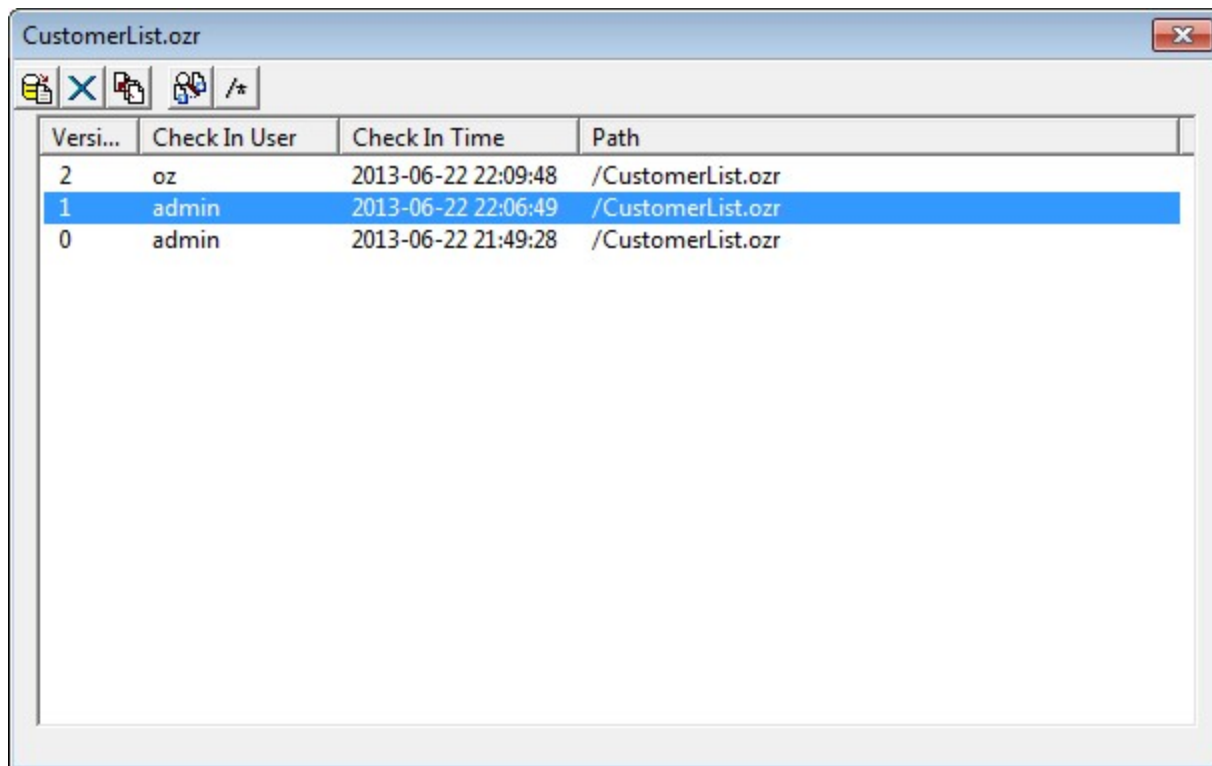 CustomerList.ozr
/*
Versi... Check In User Check In Time Path
2 oz 2013-06-22 22:09:48 /CustomerList.ozr
1 admin 2013-06-22 22:06:49 /CustomerList.ozr
0 admin 2013-06-22 21:49:28 /CustomerList.ozr